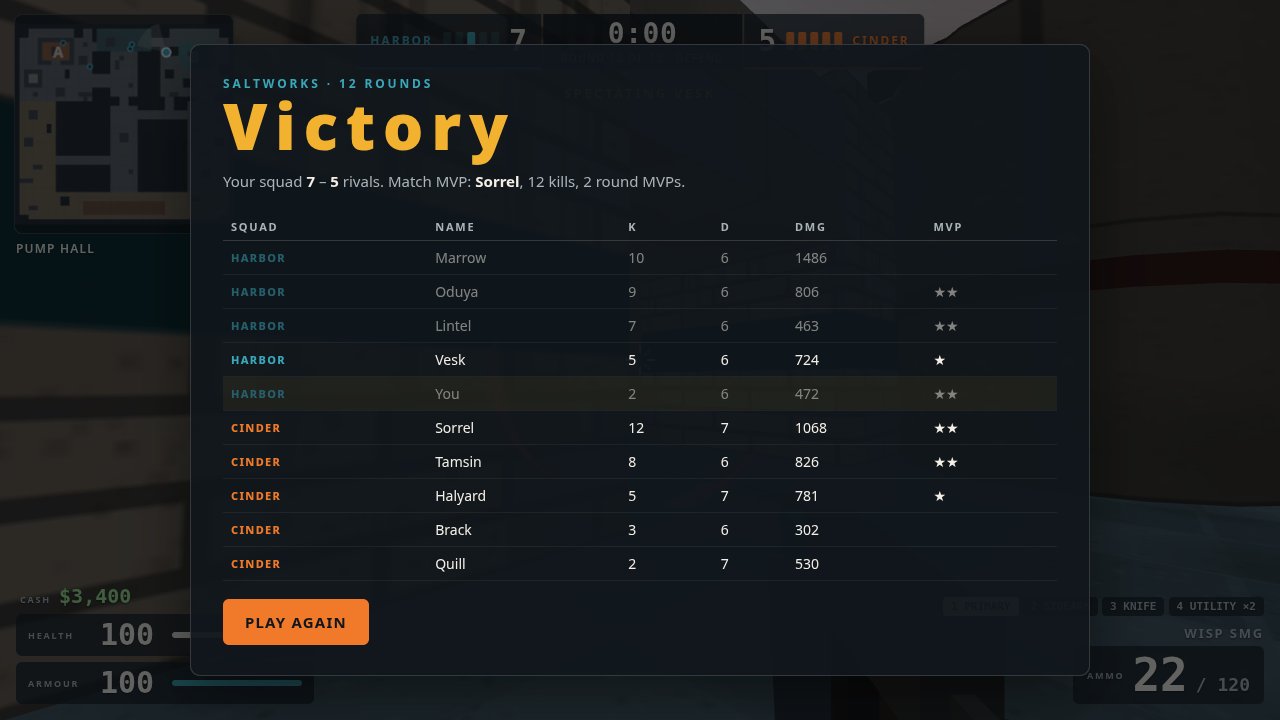 A
HARBOR 7 0:00 5 CINDER
SPECTATING VESK
PUMP HALL
SALTWORKS · 12 ROUNDS
Victory
Your squad 7 – 5 rivals. Match MVP: Sorrel, 12 kills, 2 round MVPs.
SQUAD NAME K D DMG MVP
HARBOR Marrow 10 6 1486
HARBOR Oduya 9 6 806 ★★
HARBOR Lintel 7 6 463 ★★
HARBOR Vesk 5 6 724 ★
HARBOR You 2 6 472 ★★
CINDER Sorrel 12 7 1068 ★★
CINDER Tamsin 8 6 826 ★★
CINDER Halyard 5 7 781 ★
CINDER Brack 3 6 302
CINDER Quill 2 7 530
PLAY AGAIN
CASH $3,400
HEALTH 100
ARMOUR 100
1 PRIMARY 2 SIDEARM 3 KNIFE 4 UTILITY ×2
WISP SMG
AMMO 22 / 120